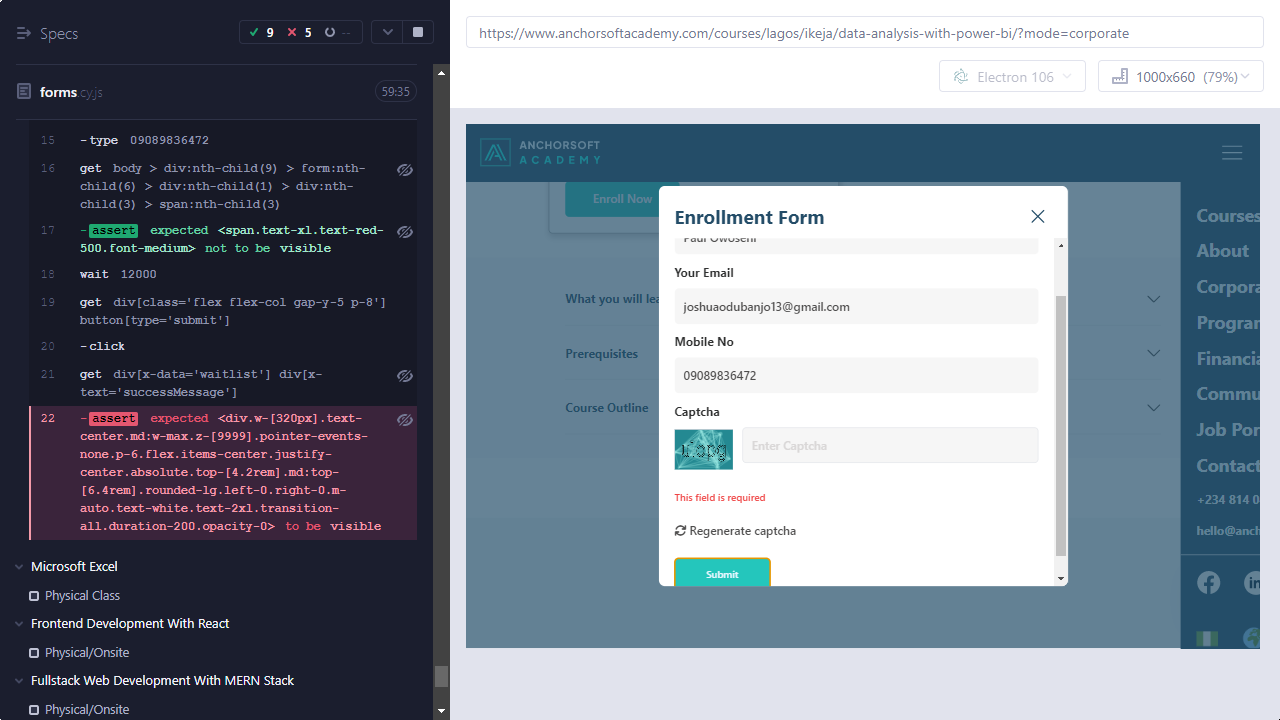 Specs
9
5
--
forms.cy.js
59:35
15 -type 09089836472
16 get body > div:nth-child(9) > form:nth-
child(6) > div:nth-child(1) > div:nth-
child(3) > span:nth-child(3)
17 -assert expected <span.text-xl.text-red-
500.font-medium> not to be visible
18 wait 12000
19 get div[class='flex flex-col gap-y-5 p-8']
button[type='submit']
20 -click
21 get div[x-data='waitlist'] div[x-
text='successMessage']
22 -assert expected <div.w-[320px].text-
center.md:w-max.z-[9999].pointer-events-
none.p-6.flex.items-center.justify-
center.absolute.top-[4.2rem].md:top-
[6.4rem].rounded-lg.left-0.right-0.m-
auto.text-white.text-2xl.transition-
all.duration-200.opacity-0> to be visible
Microsoft Excel
Physical Class
Frontend Development With React
Physical/Onsite
Fullstack Web Development With MERN Stack
Physical/Onsite
https://www.anchorsoftacademy.com/courses/lagos/ikeja/data-analysis-with-power-bi/?mode=corporate
Electron 106
1000x660 (79%)
ANCHORSOFT
ACADEMY
Enroll Now
What you will lea
Prerequisites
Course Outline
Enrollment Form
Paul Owoseni
Your Email
joshuaodubanjo13@gmail.com
Mobile No
09089836472
Captcha
Enter Captcha
This field is required
Regenerate captcha
Submit
Courses
About
Corpora
Program
Financia
Commu
Job Por
Contact
+234 814 0
hello@anch